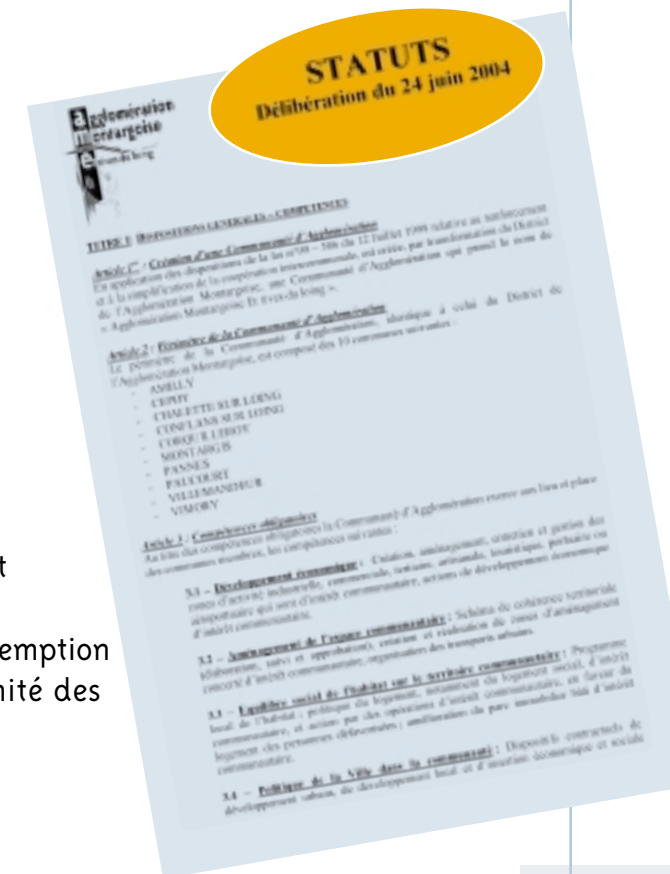 STATUTS
Délibération du 24 juin 2004
agglomération
montargoise
et rives du loing
TITRE I: DISPOSITIONS GENERALES – COMPETENCES
Article 1er : Création d'une Communauté d'Agglomération
En application des dispositions de la loi n°99 – 586 du 12 Juillet 1999 relative au renforcement
et à la simplification de la coopération intercommunale, est créée, par transformation du District
de l'Agglomération Montargoise, une Communauté d'Agglomération qui prend le nom de
« Agglomération Montargoise Et rives du loing ».
Article 2 : Périmètre de la Communauté d'Agglomération
Le périmètre de la Communauté d'Agglomération, identique à celui du District de
l'Agglomération Montargoise, est composé des 10 communes suivantes :
- AMILLY
- CEPOY
- CHALETTE SUR LOING
- CONFLANS SUR LOING
- CORQUILLEROY
- MONTARGIS
- PANNES
- PAUCOURT
- VILLEMANDEUR
- VIMORY
Article 3 : Compétences obligatoires
Au titre des compétences obligatoires la Communauté d'Agglomération exerce aux lieu et place
des communes membres, les compétences suivantes :
3.1 – Développement économique : Création, aménagement, entretien et gestion des
zones d'activité industrielle, commerciale, tertiaire, artisanale, touristique, portuaire ou
aéroportuaire qui sont d'intérêt communautaire, actions de développement économique
d'intérêt communautaire.
3.2 – Aménagement de l'espace communautaire : Schéma de cohérence territoriale
(élaboration, suivi et approbation), création et réalisation de zones d'aménagement
concerté d'intérêt communautaire, organisation des transports urbains.
3.3 – Equilibre social de l'habitat sur le territoire communautaire : Programme
local de l'habitat ; politique du logement, notamment du logement social, d'intérêt
communautaire, et action par des opérations d'intérêt communautaire, en faveur du
logement des personnes défavorisées ; amélioration du parc immobilier bâti d'intérêt
communautaire.
3.4 – Politique de la Ville dans la communauté : Dispositifs contractuels de
développement urbain, de développement local et d'insertion économique et sociale
t
emption
nité des